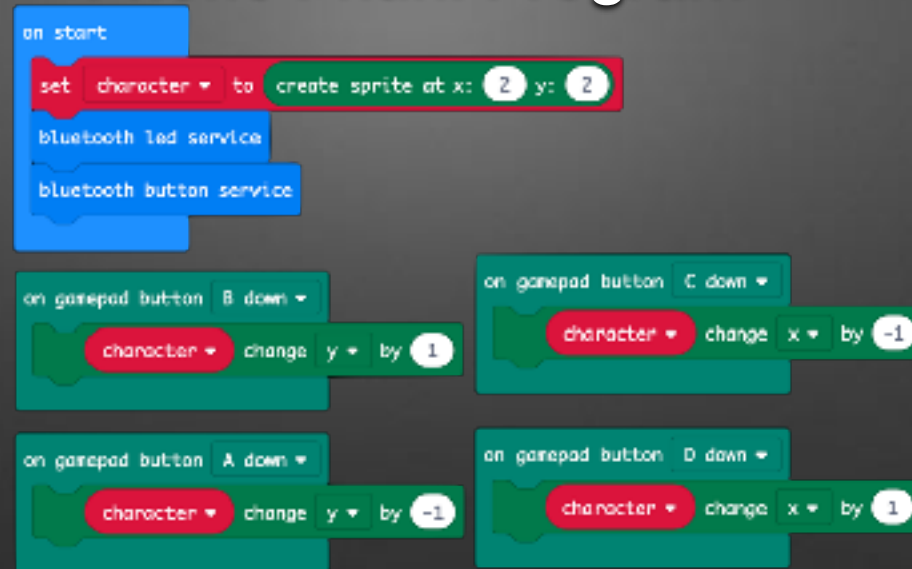 on start
set character to create sprite at x: 2 y: 2
bluetooth led service
bluetooth button service
on gamepad button B down
character change y by 1
on gamepad button A down
character change y by -1
on gamepad button C down
character change x by -1
on gamepad button D down
character change x by 1